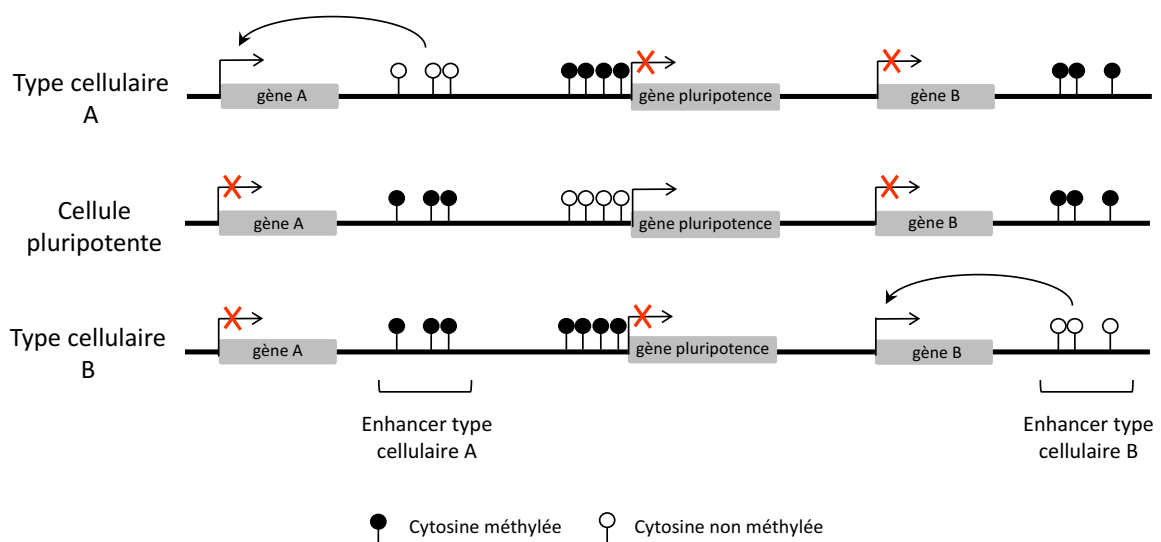 Type cellulaire
A
gène A
gène pluripotence
gène B
Cellule
pluripotente
gène A
gène pluripotence
gène B
Type cellulaire
B
gène A
gène pluripotence
gène B
Enhancer type
cellulaire A
Enhancer type
cellulaire B
Cytosine méthylée
Cytosine non méthylée